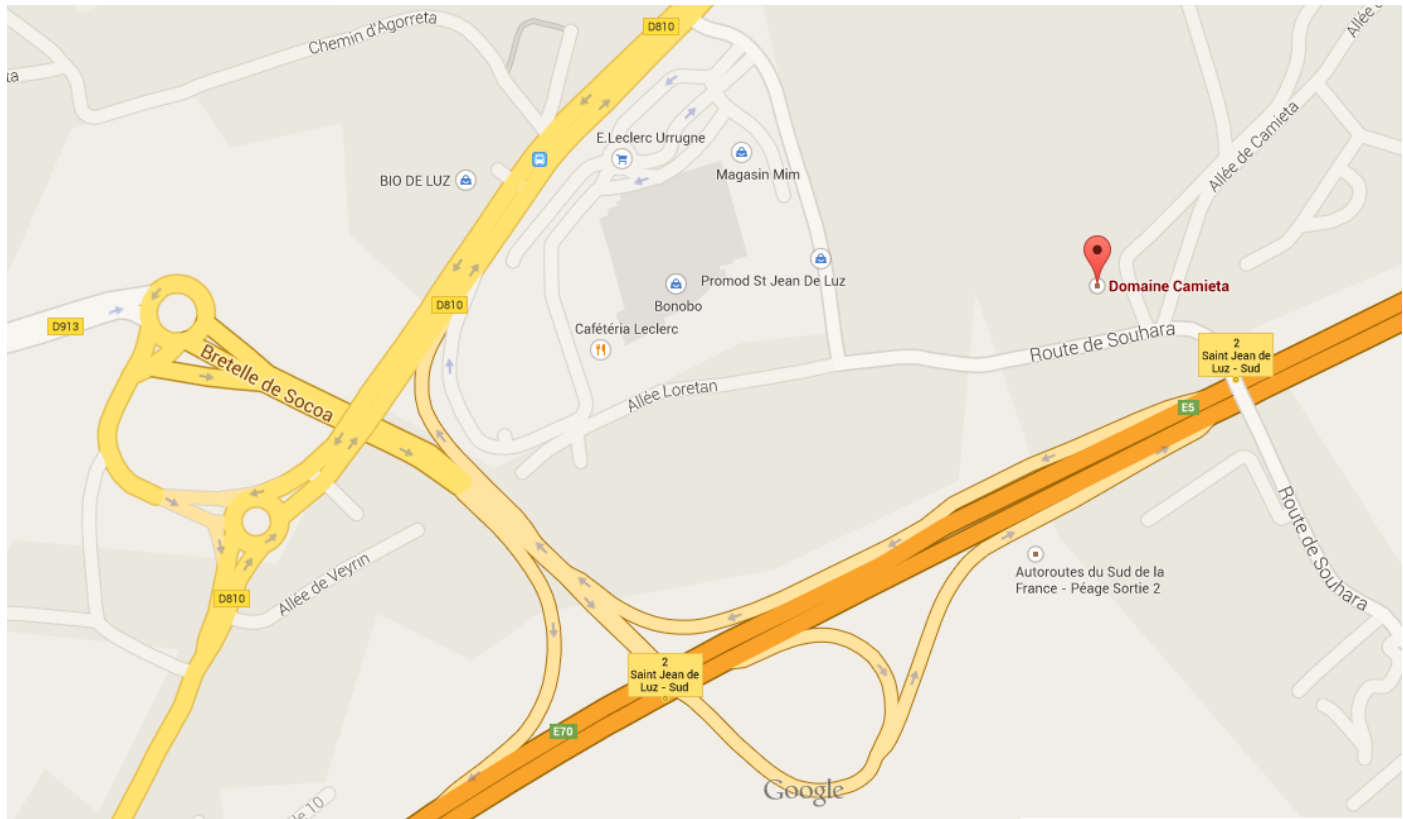 D810
Chemin d'Agorreta
ta
Allée
E.Leclerc Urrugne
BIO DE LUZ
Magasin Mim
Allée de Camieta
Promod St Jean De Luz
Bonobo
Domaine Camieta
D810
D913
Cafétéria Leclerc
Bretelle de Socoa
Route de Souhara
2
Saint Jean de
Luz - Sud
Allée Loretan
E5
Route de Souhara
Autoroutes du Sud de la
France - Péage Sortie 2
Allée de Veyrin
D810
2
Saint Jean de
Luz - Sud
E70
Google
10